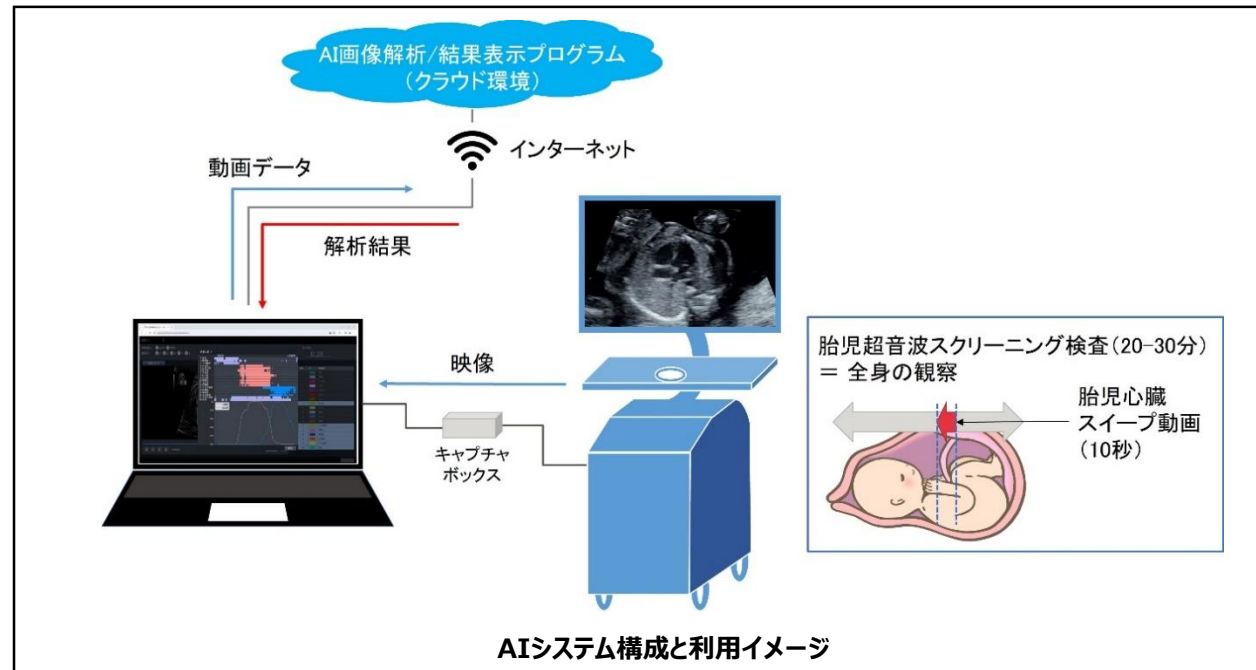 AI画像解析/結果表示プログラム
(クラウド環境)
インターネット
動画データ
解析結果
映像
キャプチャ
ボックス
胎児超音波スクリーニング検査(20-30分)
= 全身の観察
胎児心臓
スイープ動画
(10秒)
AIシステム構成と利用イメージ